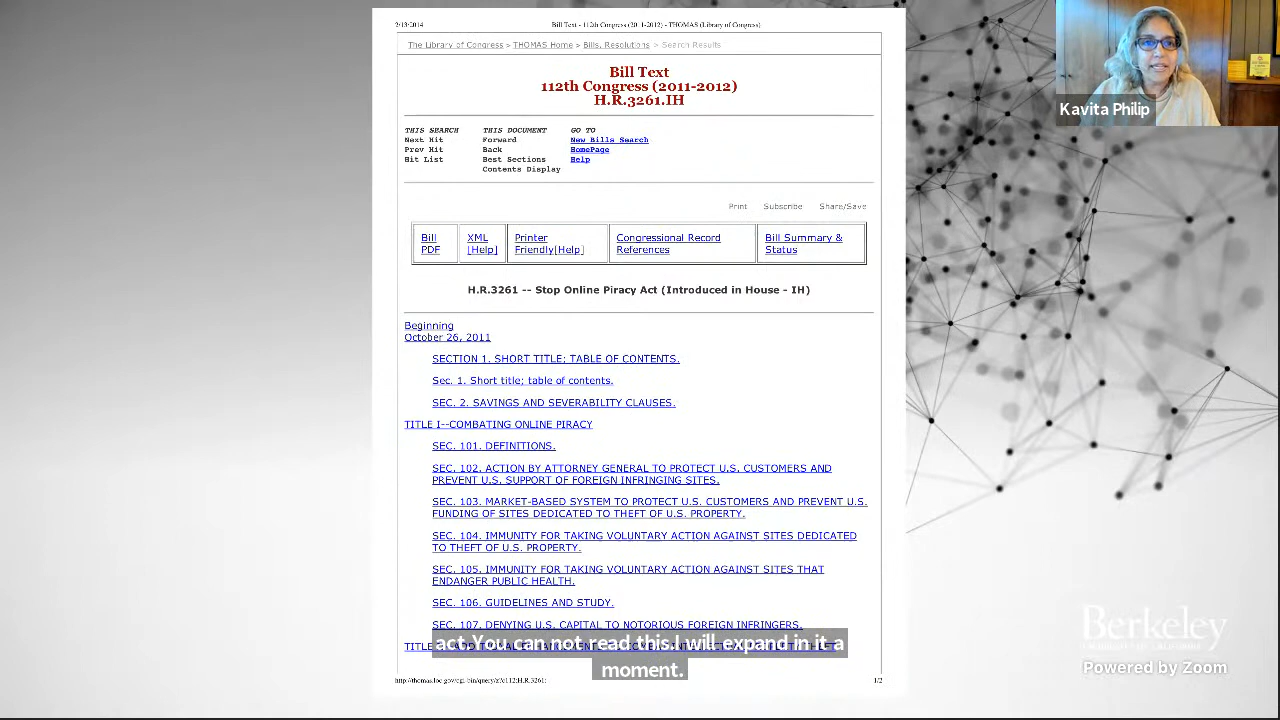 2/13/2014
Bill Text - 112th Congress (2011-2012) - THOMAS (Library of Congress)
The Library of Congress > THOMAS Home > Bills, Resolutions > Search Results
Bill Text
112th Congress (2011-2012)
H.R.3261.IH
THIS SEARCH THIS DOCUMENT GO TO
Next Hit Forward New Bills Search
Prev Hit Back HomePage
Hit List Best Sections Help
Contents Display
Print Subscribe Share/Save
Bill PDF
XML [Help]
Printer Friendly[Help]
Congressional Record References
Bill Summary & Status
H.R.3261 -- Stop Online Piracy Act (Introduced in House - IH)
Beginning
October 26, 2011
SECTION 1. SHORT TITLE; TABLE OF CONTENTS.
Sec. 1. Short title; table of contents.
SEC. 2. SAVINGS AND SEVERABILITY CLAUSES.
TITLE I--COMBATING ONLINE PIRACY
SEC. 101. DEFINITIONS.
SEC. 102. ACTION BY ATTORNEY GENERAL TO PROTECT U.S. CUSTOMERS AND
PREVENT U.S. SUPPORT OF FOREIGN INFRINGING SITES.
SEC. 103. MARKET-BASED SYSTEM TO PROTECT U.S. CUSTOMERS AND PREVENT U.S.
FUNDING OF SITES DEDICATED TO THEFT OF U.S. PROPERTY.
SEC. 104. IMMUNITY FOR TAKING VOLUNTARY ACTION AGAINST SITES DEDICATED
TO THEFT OF U.S. PROPERTY.
SEC. 105. IMMUNITY FOR TAKING VOLUNTARY ACTION AGAINST SITES THAT
ENDANGER PUBLIC HEALTH.
SEC. 106. GUIDELINES AND STUDY.
SEC. 107. DENYING U.S. CAPITAL TO NOTORIOUS FOREIGN INFRINGERS.
act. You can not read this.I will expand in it a
moment.
1/2
Kavita Philip
Berkeley
UNIVERSITY OF CALIFORNIA
Powered by Zoom